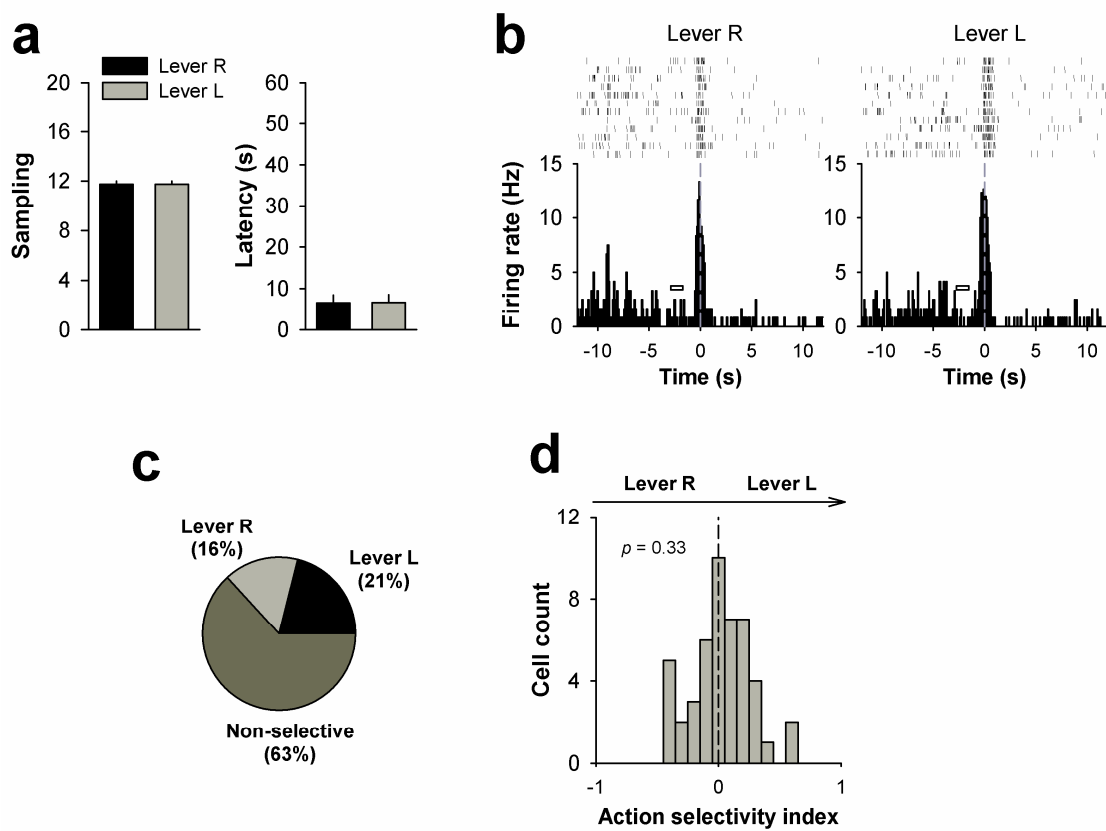 a
Lever R
Lever L
Sampling
20
16
12
8
4
0
Latency (s)
60
50
40
30
20
10
0
b
Lever R
Lever L
Firing rate (Hz)
15
10
5
0
-10 -5 0 5 10
Time (s)
15
10
5
0
-10 -5 0 5 10
Time (s)
c
Lever R
(16%)
Lever L
(21%)
Non-selective
(63%)
d
Lever R Lever L
p = 0.33
Cell count
12
8
4
0
-1 0 1
Action selectivity index